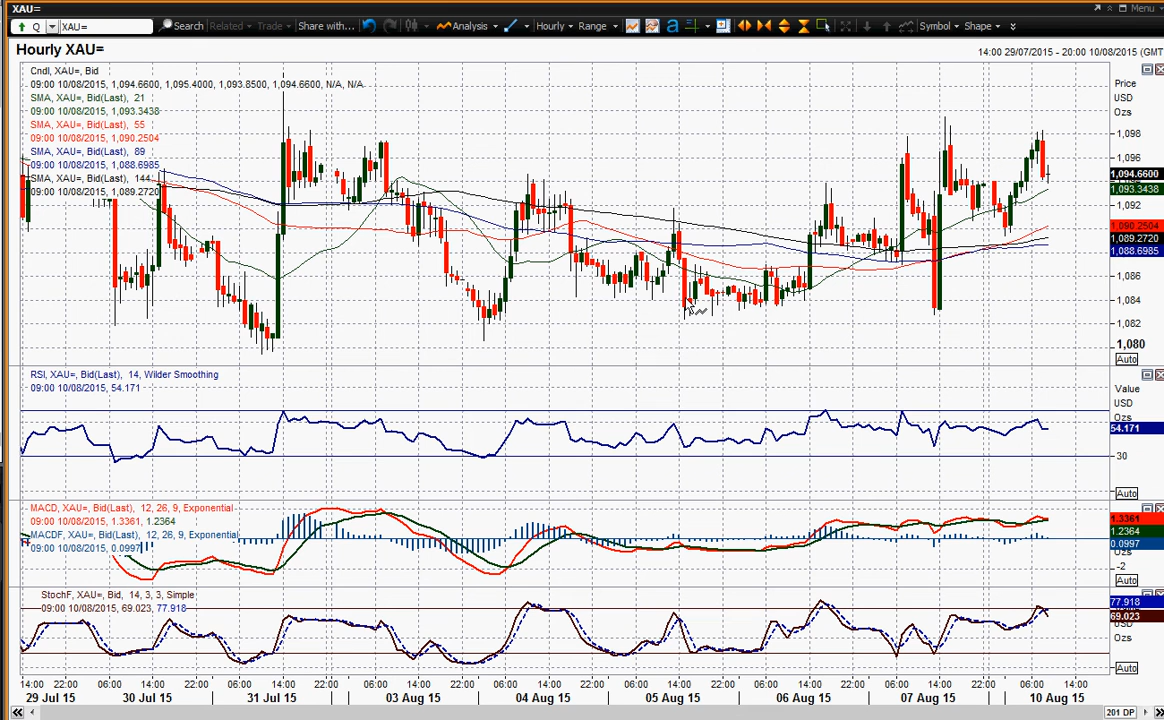 XAU=
Menu
Q XAU= Search Related Trade Share with... Analysis Hourly Range a Symbol Shape
Hourly XAU=
14:00 29/07/2015 - 20:00 10/08/2015 (GMT
Cndl, XAU=, Bid
09:00 10/08/2015, 1,094.6600, 1,095.4000, 1,093.8500, 1,094.6600, N/A, N/A
SMA, XAU=, Bid(Last), 21
09:00 10/08/2015, 1,093.3438
SMA, XAU=, Bid(Last), 55
09:00 10/08/2015, 1,090.2504
SMA, XAU=, Bid(Last), 89
09:00 10/08/2015, 1,088.6985
SMA, XAU=, Bid(Last), 144
09:00 10/08/2015, 1,089.2720
Price
USD
Ozs
1,098
1,096
1,094.6600
1,093.3438
1,092
1,090.2504
1,089.2720
1,088.6985
1,086
1,084
1,082
1,080
Auto
RSI, XAU=, Bid(Last), 14, Wilder Smoothing
09:00 10/08/2015, 54.171
Value
USD
Ozs
54.171
30
Auto
MACD, XAU=, Bid(Last), 12, 26, 9, Exponential
09:00 10/08/2015, 1.3361, 1.2364
MACDF, XAU=, Bid(Last), 12, 26, 9, Exponential
09:00 10/08/2015, 0.0997
1.3361
1.2364
0.0997
Ozs
-2
Auto
StochF, XAU=, Bid, 14, 3, 3, Simple
09:00 10/08/2015, 69.023, 77.918
77.918
69.023
Ozs
Auto
14:00 22:00 06:00 14:00 22:00 06:00 14:00 22:00 06:00 14:00 22:00 06:00 14:00 22:00 06:00 14:00 22:00 06:00 14:00 22:00 06:00 14:00 22:00 06:00 14:00
29 Jul 15 30 Jul 15 31 Jul 15 03 Aug 15 04 Aug 15 05 Aug 15 06 Aug 15 07 Aug 15 10 Aug 15
201 DP